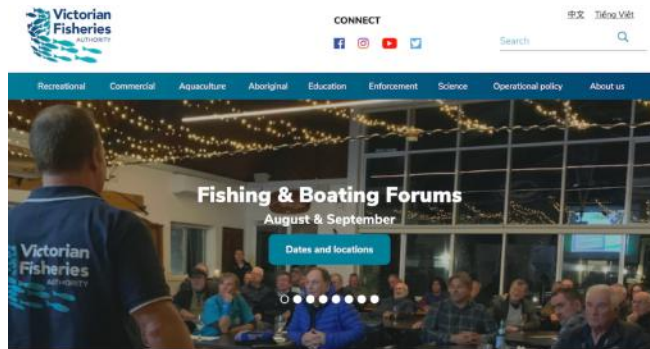 Victorian
Fisheries
AUTHORITY
CONNECT
中文 Tiếng Việt
Search
Recreational Commercial Aquaculture Aboriginal Education Enforcement Science Operational policy About us
Fishing & Boating Forums
August & September
Dates and locations
Victorian
Fisheries
AUTHORITY